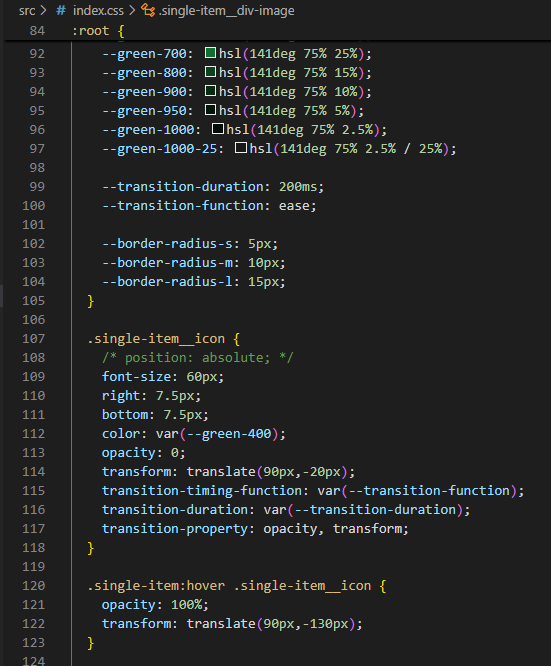 src > # index.css > .single-item__div-image
84 :root {
92 --green-700: hsl(141deg 75% 25%);
93 --green-800: hsl(141deg 75% 15%);
94 --green-900: hsl(141deg 75% 10%);
95 --green-950: hsl(141deg 75% 5%);
96 --green-1000: hsl(141deg 75% 2.5%);
97 --green-1000-25: hsl(141deg 75% 2.5% / 25%);
98
99 --transition-duration: 200ms;
100 --transition-function: ease;
101
102 --border-radius-s: 5px;
103 --border-radius-m: 10px;
104 --border-radius-l: 15px;
105 }
106
107 .single-item__icon {
108 /* position: absolute; */
109 font-size: 60px;
110 right: 7.5px;
111 bottom: 7.5px;
112 color: var(--green-400);
113 opacity: 0;
114 transform: translate(90px,-20px);
115 transition-timing-function: var(--transition-function);
116 transition-duration: var(--transition-duration);
117 transition-property: opacity, transform;
118 }
119
120 .single-item:hover .single-item__icon {
121 opacity: 100%;
122 transform: translate(90px,-130px);
123 }
124